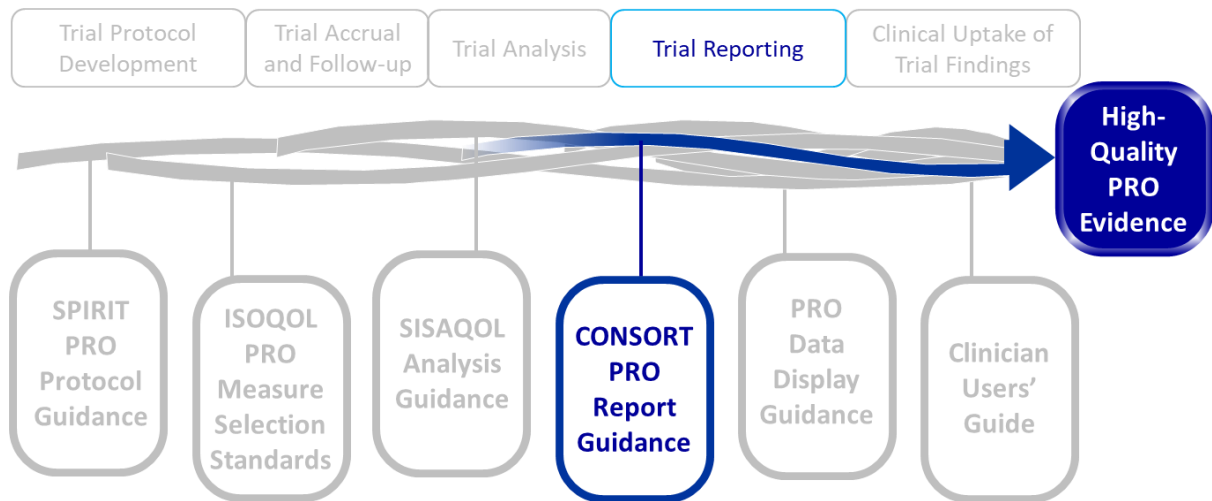 Trial Protocol
Development
Trial Accrual
and Follow-up
Trial Analysis
Trial Reporting
Clinical Uptake of
Trial Findings
High-
Quality
PRO
Evidence
SPIRIT
PRO
Protocol
Guidance
ISOQOL
PRO
Measure
Selection
Standards
SISAQOL
Analysis
Guidance
CONSORT
PRO
Report
Guidance
PRO
Data
Display
Guidance
Clinician
Users’
Guide